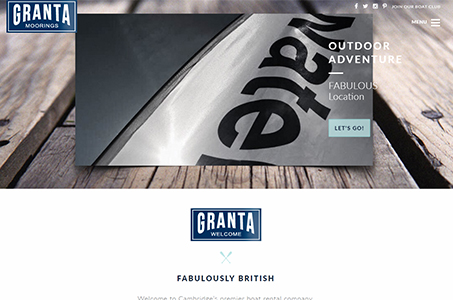 GRANTA
MOORINGS
JOIN OUR BOAT CLUB
MENU
OUTDOOR
ADVENTURE
FABULOUS
Location
LET'S GO!
GRANTA
WELCOME
FABULOUSLY BRITISH
Welcome to Cambridge's premier boat rental company